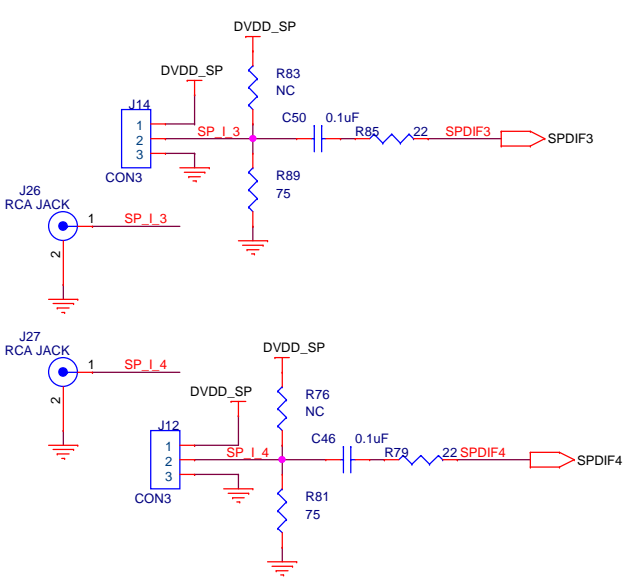 DVDD_SP
DVDD_SP
R83
NC
J14
C50
0.1uF
1
2
3
SP_I_3
R85
22
SPDIF3
SPDIF3
CON3
R89
75
J26
RCA JACK
1
SP_I_3
2
J27
RCA JACK
1
SP_I_4
2
DVDD_SP
DVDD_SP
R76
NC
J12
C46
0.1uF
1
2
3
SP_I_4
R79
22
SPDIF4
SPDIF4
CON3
R81
75